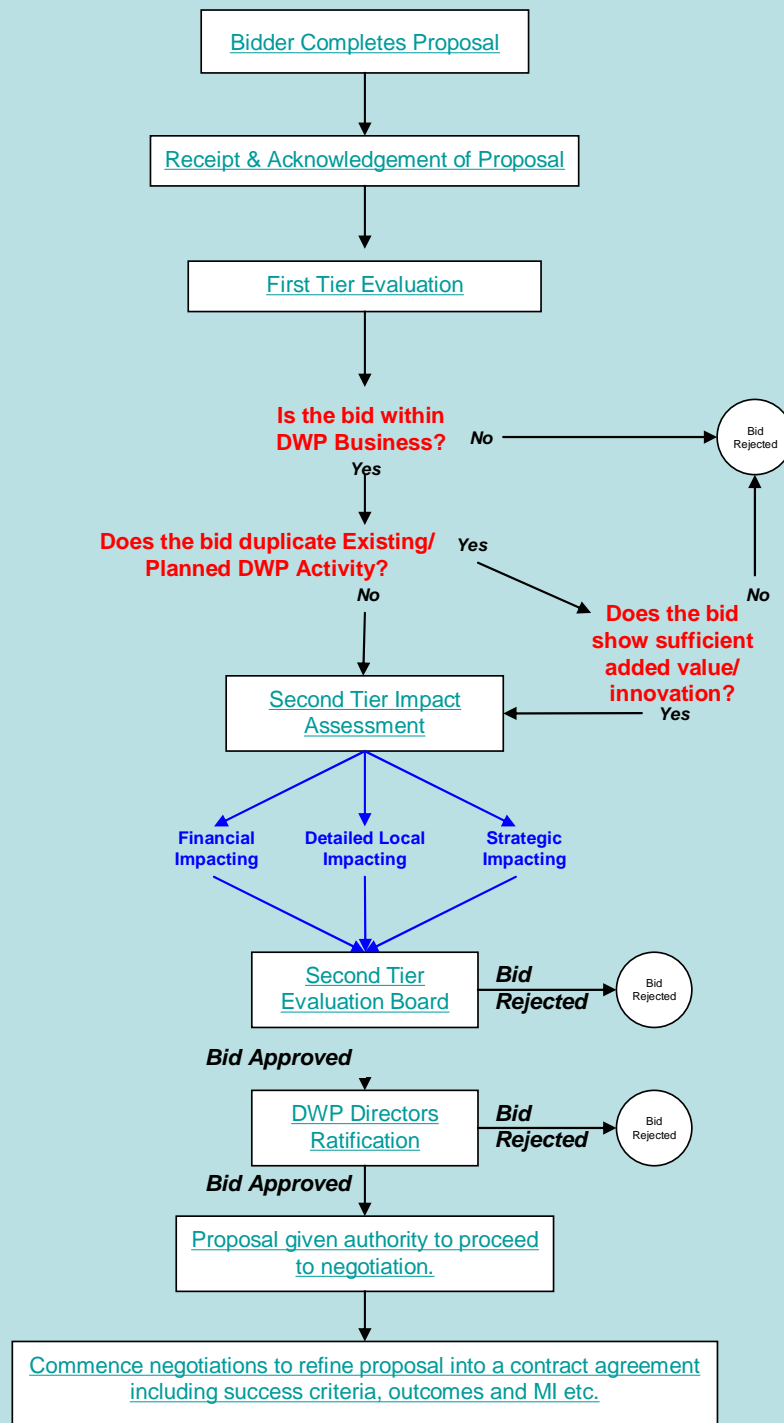 Bidder Completes Proposal
Receipt & Acknowledgement of Proposal
First Tier Evaluation
Is the bid within
DWP Business?
No
Bid
Rejected
Yes
Does the bid duplicate Existing/
Planned DWP Activity?
Yes
No
No
Does the bid
show sufficient
added value/
innovation?
Yes
Second Tier Impact
Assessment
Financial
Impacting
Detailed Local
Impacting
Strategic
Impacting
Second Tier
Evaluation Board
Bid
Rejected
Bid
Rejected
Bid Approved
DWP Directors
Ratification
Bid
Rejected
Bid
Rejected
Bid Approved
Proposal given authority to proceed
to negotiation.
Commence negotiations to refine proposal into a contract agreement
including success criteria, outcomes and MI etc.